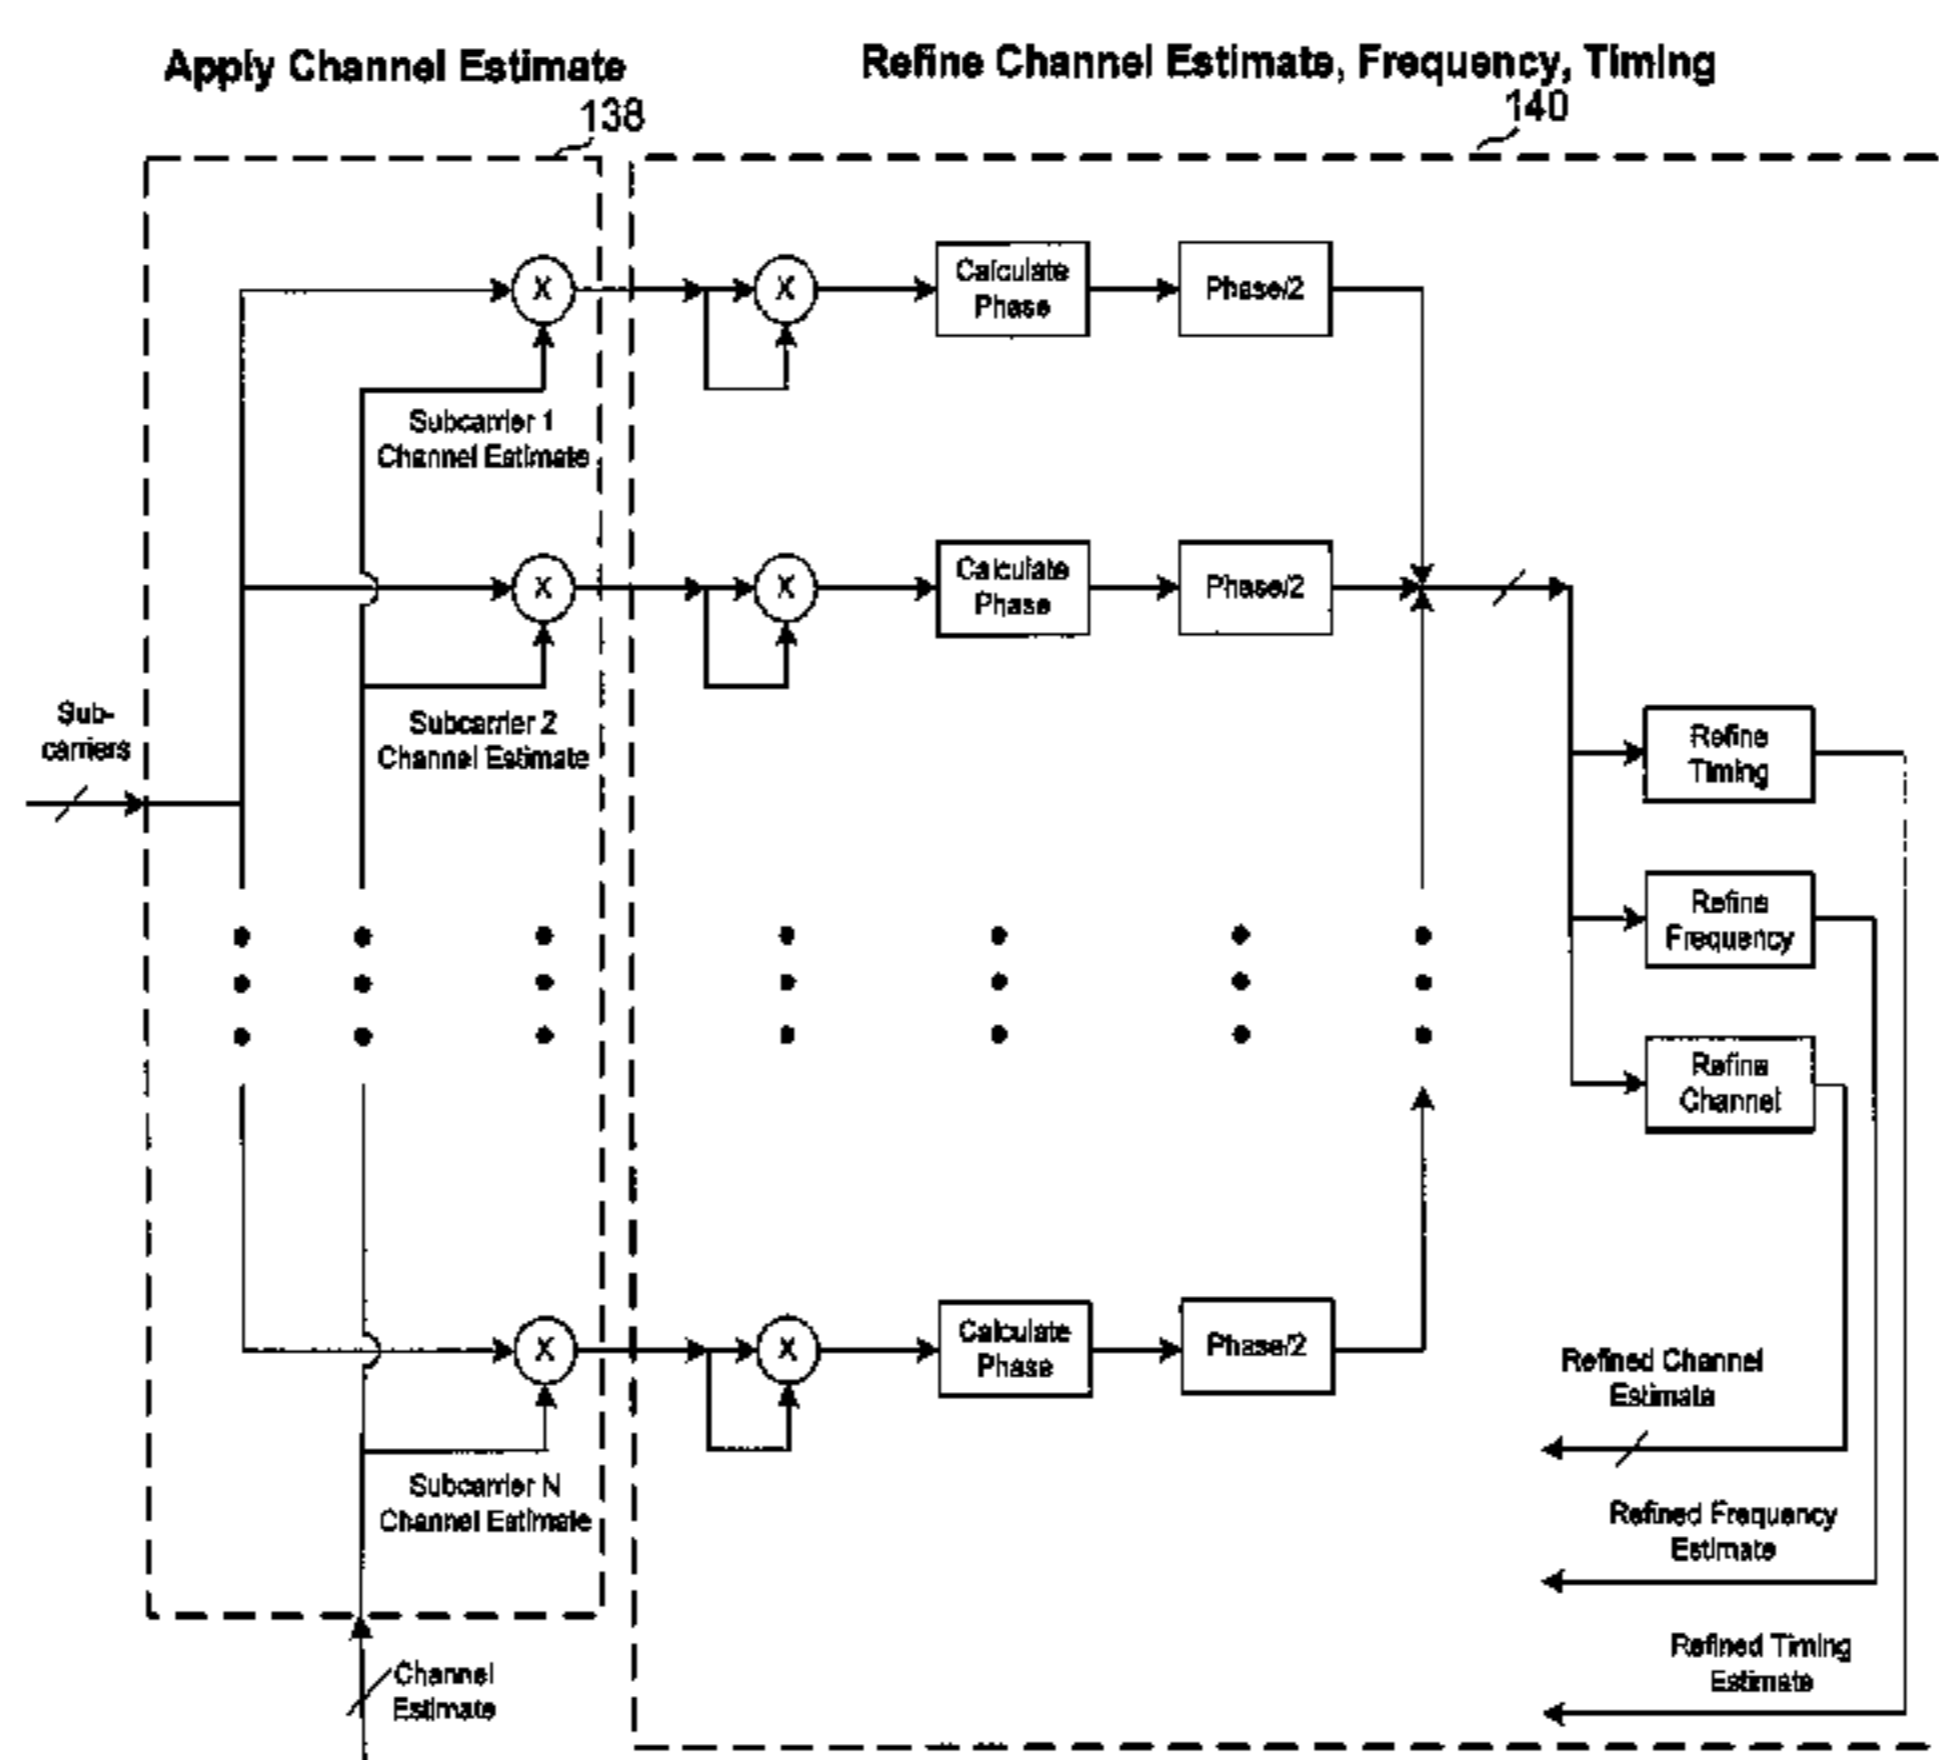 Apply Channel Estimate
138
Refine Channel Estimate, Frequency, Timing
140
X
X
Calculate
Phase
Phase/2
Subcarrier 1
Channel Estimate
X
X
Calculate
Phase
Phase/2
Subcarrier 2
Channel Estimate
Sub-
carriers
Refine
Timing
Refine
Frequency
Refine
Channel
X
X
Calculate
Phase
Phase/2
Subcarrier N
Channel Estimate
Refined Channel
Estimate
Refined Frequency
Estimate
Refined Timing
Estimate
Channel
Estimate